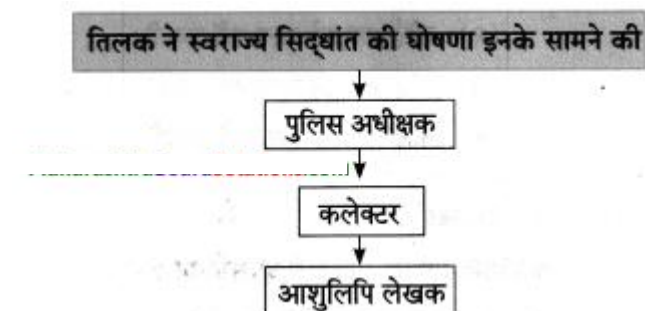 तिलक ने स्वराज्य सिद्धांत की घोषणा इनके सामने की
पुलिस अधीक्षक
कलेक्टर
आशुलिपि लेखक